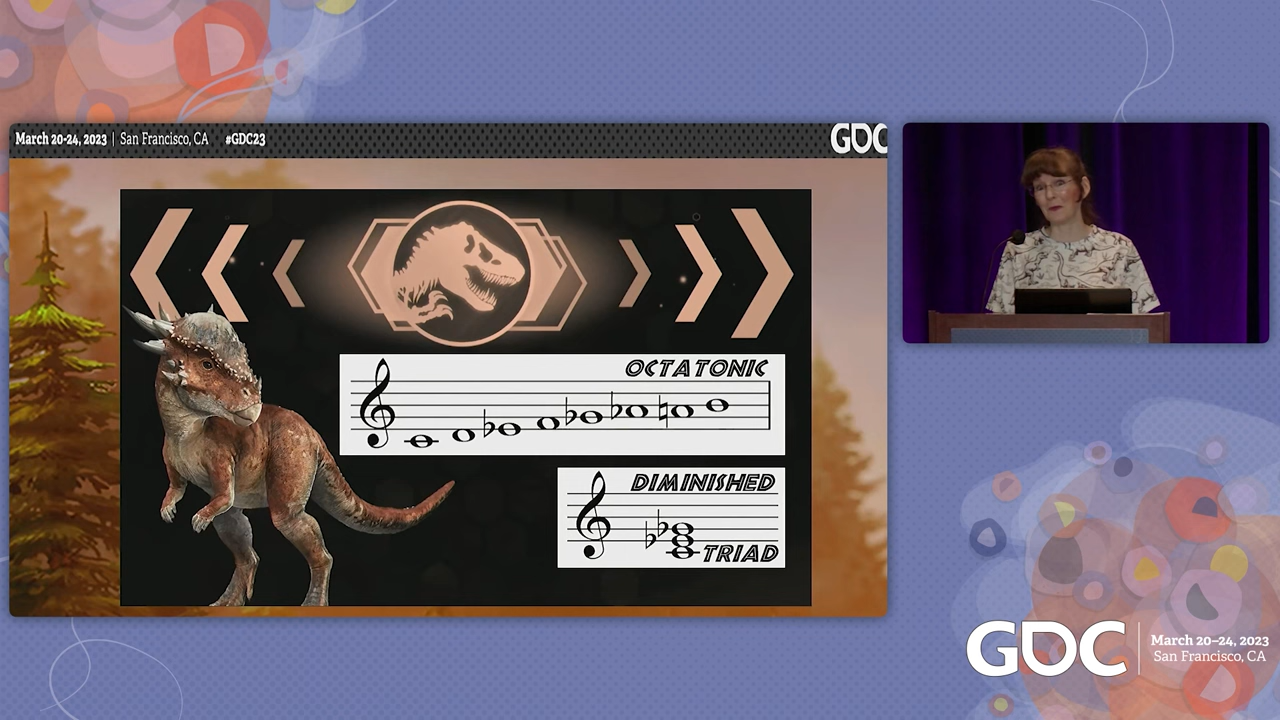 March 20-24, 2023 | San Francisco, CA #GDC23
GDC
OCTATONIC
DIMINISHED
TRIAD
GDC
March 20–24, 2023
San Francisco, CA